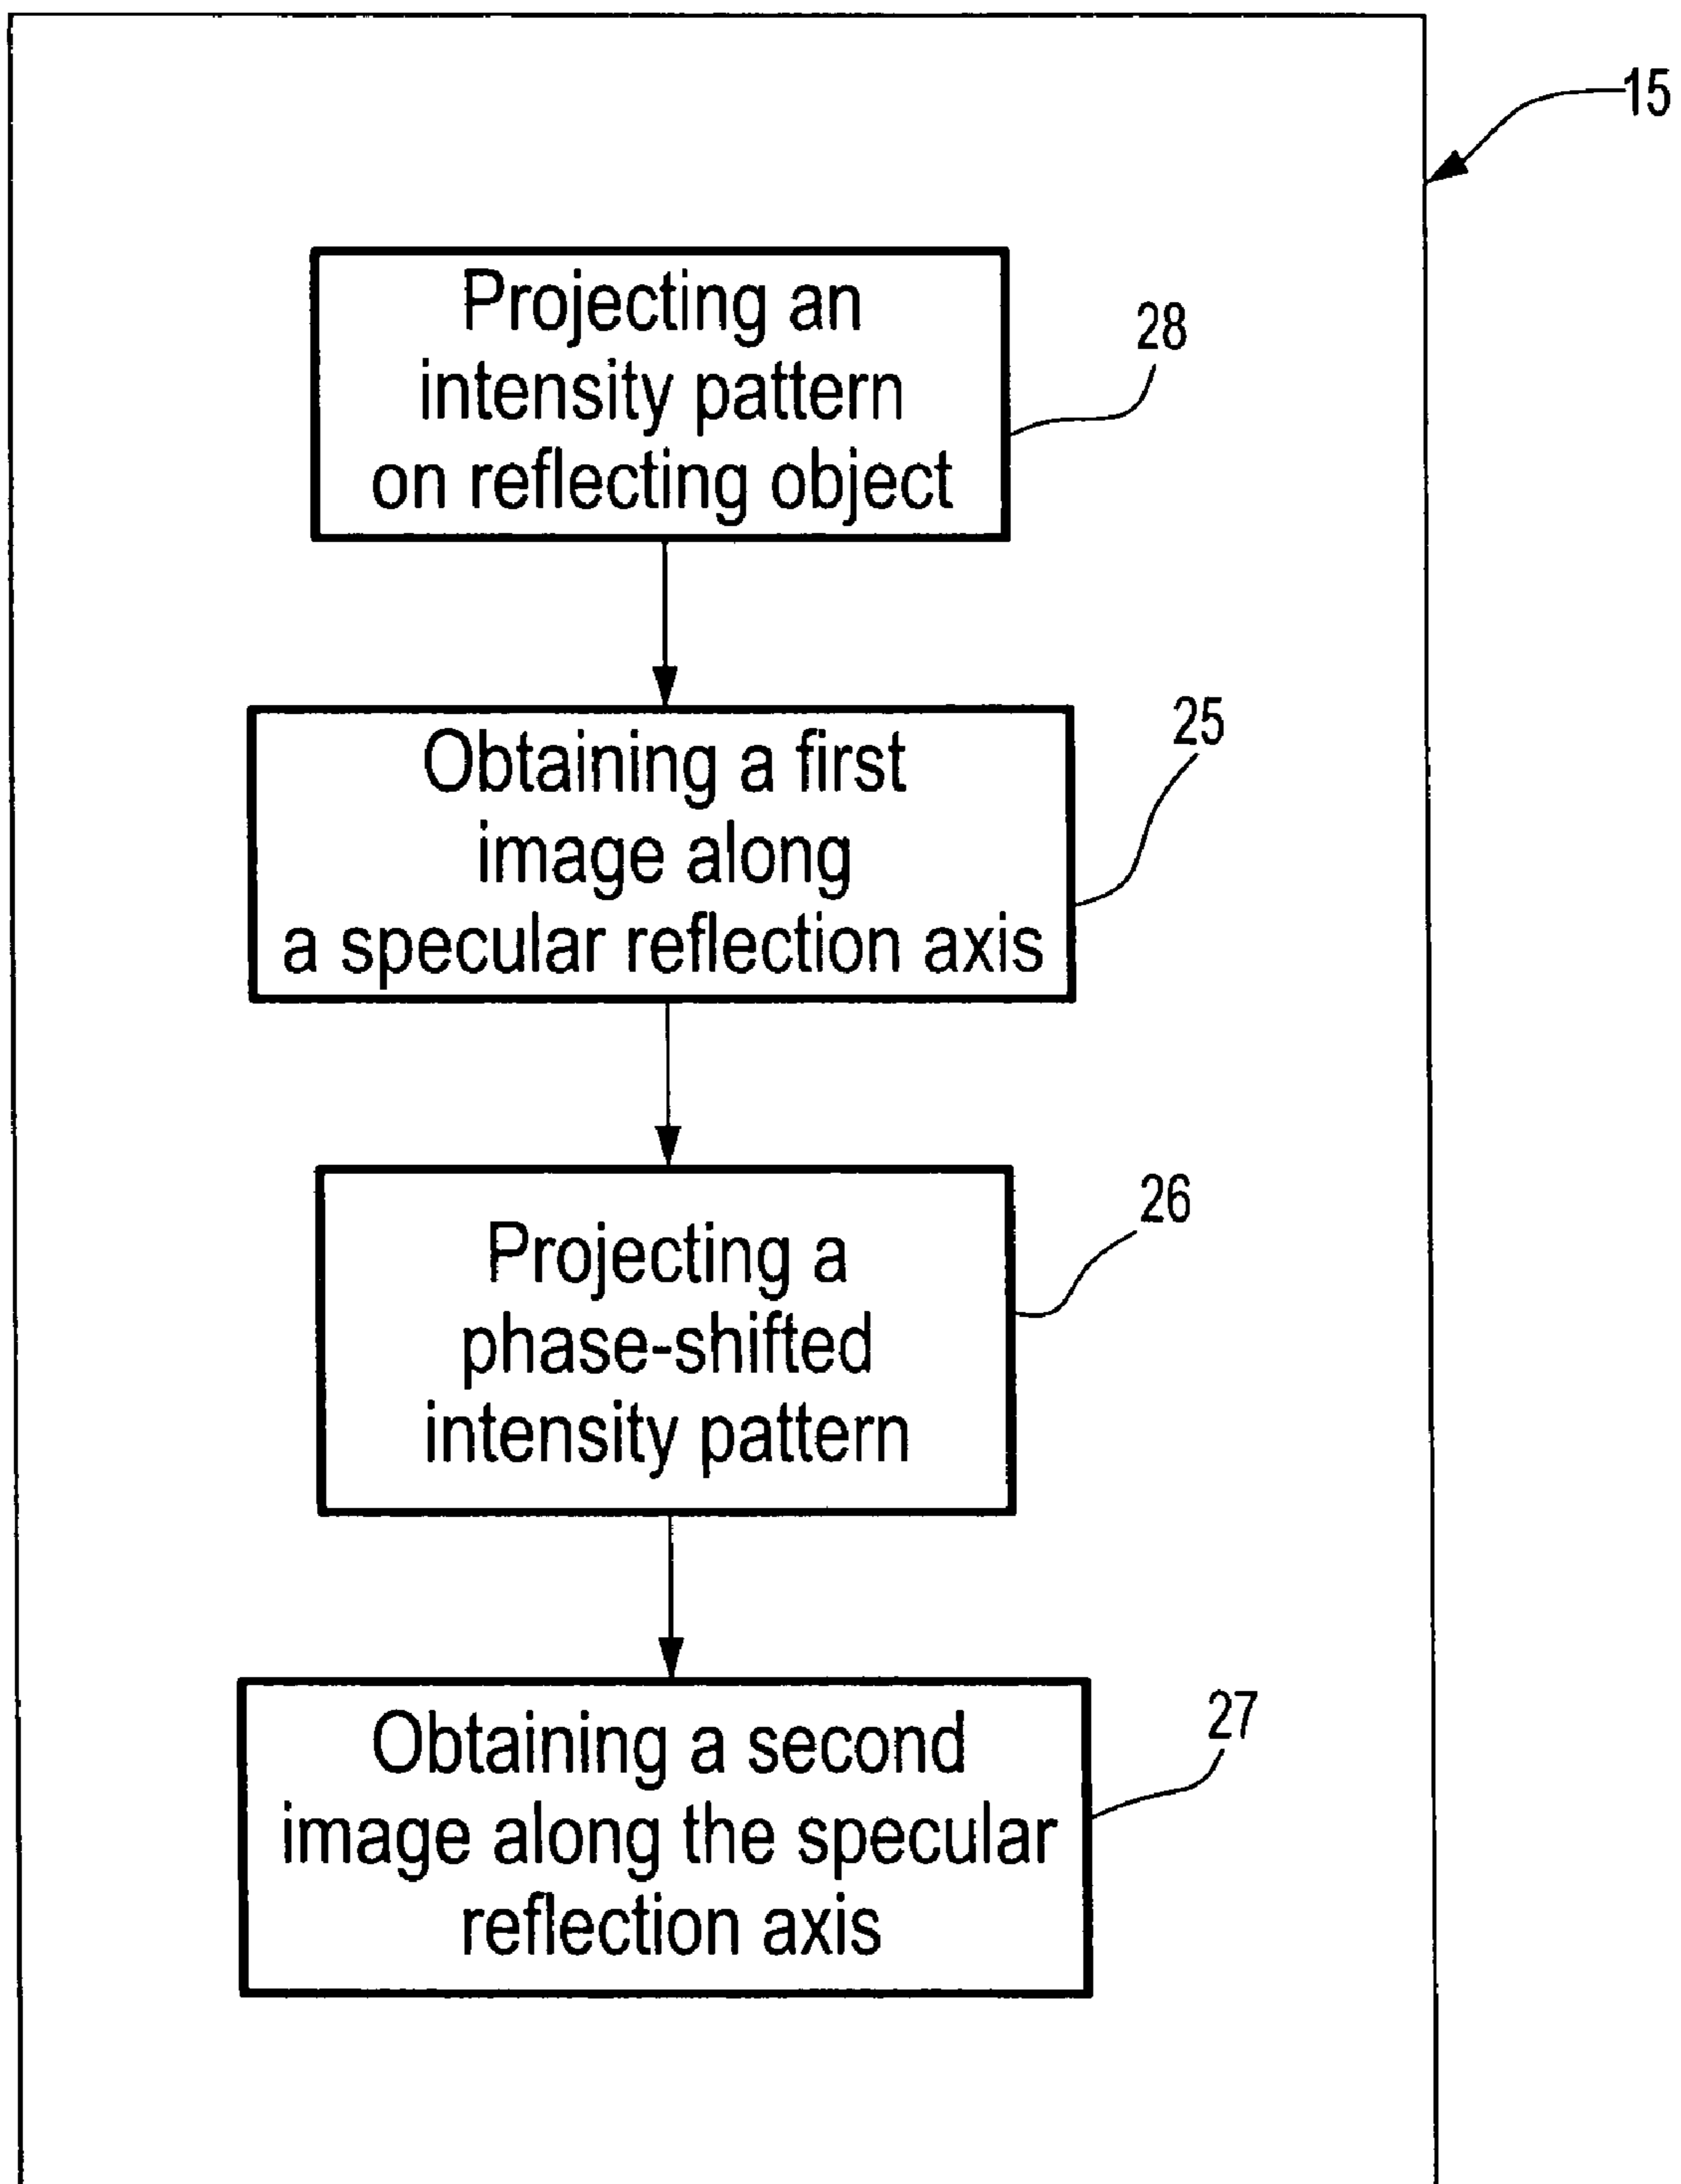 15
Projecting an
intensity pattern
on reflecting object
28
Obtaining a first
image along
a specular reflection axis
25
Projecting a
phase-shifted
intensity pattern
26
Obtaining a second
image along the specular
reflection axis
27